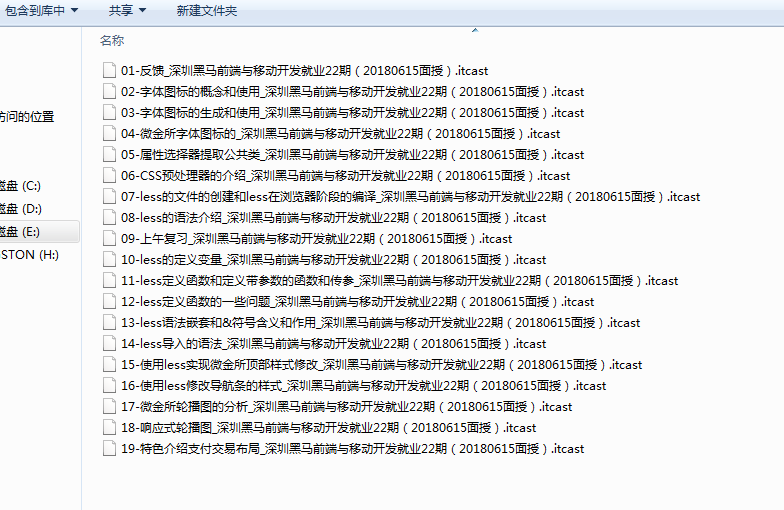 包含到库中 共享 新建文件夹
名称
01-反馈_深圳黑马前端与移动开发就业22期（20180615面授）.itcast
02-字体图标的概念和使用_深圳黑马前端与移动开发就业22期（20180615面授）.itcast
03-字体图标的生成和使用_深圳黑马前端与移动开发就业22期（20180615面授）.itcast
04-微金所字体图标的_深圳黑马前端与移动开发就业22期（20180615面授）.itcast
05-属性选择器提取公共类_深圳黑马前端与移动开发就业22期（20180615面授）.itcast
06-CSS预处理器的介绍_深圳黑马前端与移动开发就业22期（20180615面授）.itcast
07-less的文件的创建和less在浏览器阶段的编译_深圳黑马前端与移动开发就业22期（20180615面授）.itcast
08-less的语法介绍_深圳黑马前端与移动开发就业22期（20180615面授）.itcast
09-上午复习_深圳黑马前端与移动开发就业22期（20180615面授）.itcast
10-less的定义变量_深圳黑马前端与移动开发就业22期（20180615面授）.itcast
11-less定义函数和定义带参数的函数和传参_深圳黑马前端与移动开发就业22期（20180615面授）.itcast
12-less定义函数的一些问题_深圳黑马前端与移动开发就业22期（20180615面授）.itcast
13-less语法嵌套和&符号含义和作用_深圳黑马前端与移动开发就业22期（20180615面授）.itcast
14-less导入的语法_深圳黑马前端与移动开发就业22期（20180615面授）.itcast
15-使用less实现微金所顶部样式修改_深圳黑马前端与移动开发就业22期（20180615面授）.itcast
16-使用less修改导航条的样式_深圳黑马前端与移动开发就业22期（20180615面授）.itcast
17-微金所轮播图的分析_深圳黑马前端与移动开发就业22期（20180615面授）.itcast
18-响应式轮播图_深圳黑马前端与移动开发就业22期（20180615面授）.itcast
19-特色介绍支付交易布局_深圳黑马前端与移动开发就业22期（20180615面授）.itcast
访问的位置
磁盘 (C:)
磁盘 (D:)
磁盘 (E:)
STON (H:)